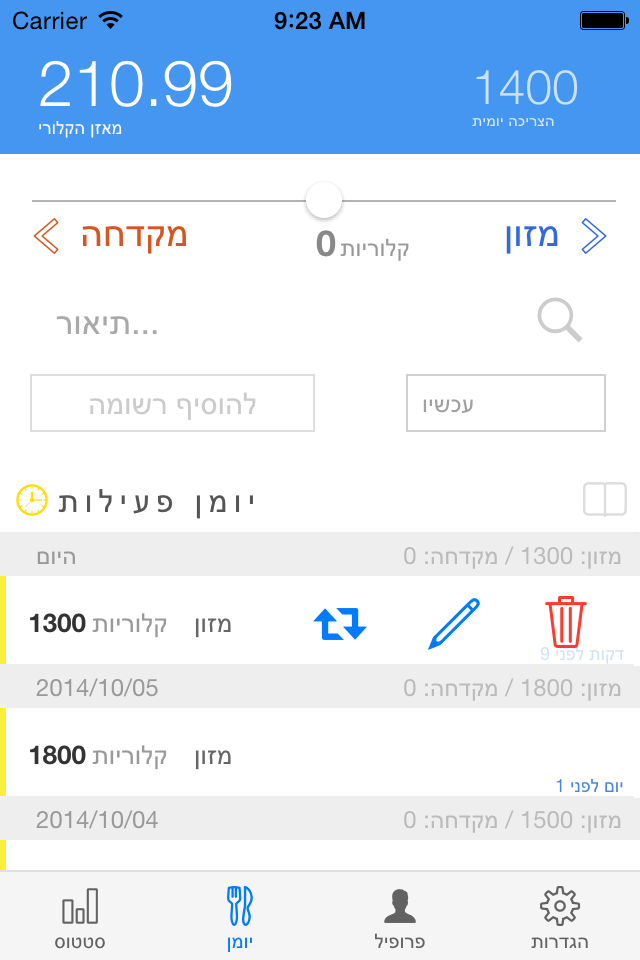 Carrier 9:23 AM
210.99
מאזן הקלורי
1400
הצריכה יומית
מקדחה
0 קלוריות
מזון
תיאור...
להוסיף רשומה
עכשיו
יומן פעילות
היום
מזון: 1300 / מקדחה: 0
1300 קלוריות מזון
דקות לפני 9
2014/10/05
מזון: 1800 / מקדחה: 0
1800 קלוריות מזון
יום לפני 1
2014/10/04
מזון: 1500 / מקדחה: 0
סטטוס
יומן
פרופיל
הגדרות